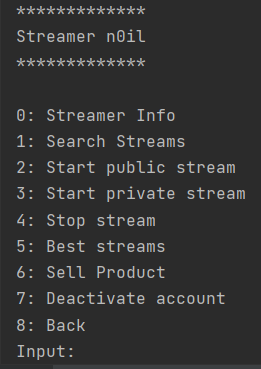 *************
Streamer n0il
*************
0: Streamer Info
1: Search Streams
2: Start public stream
3: Start private stream
4: Stop stream
5: Best streams
6: Sell Product
7: Deactivate account
8: Back
Input: